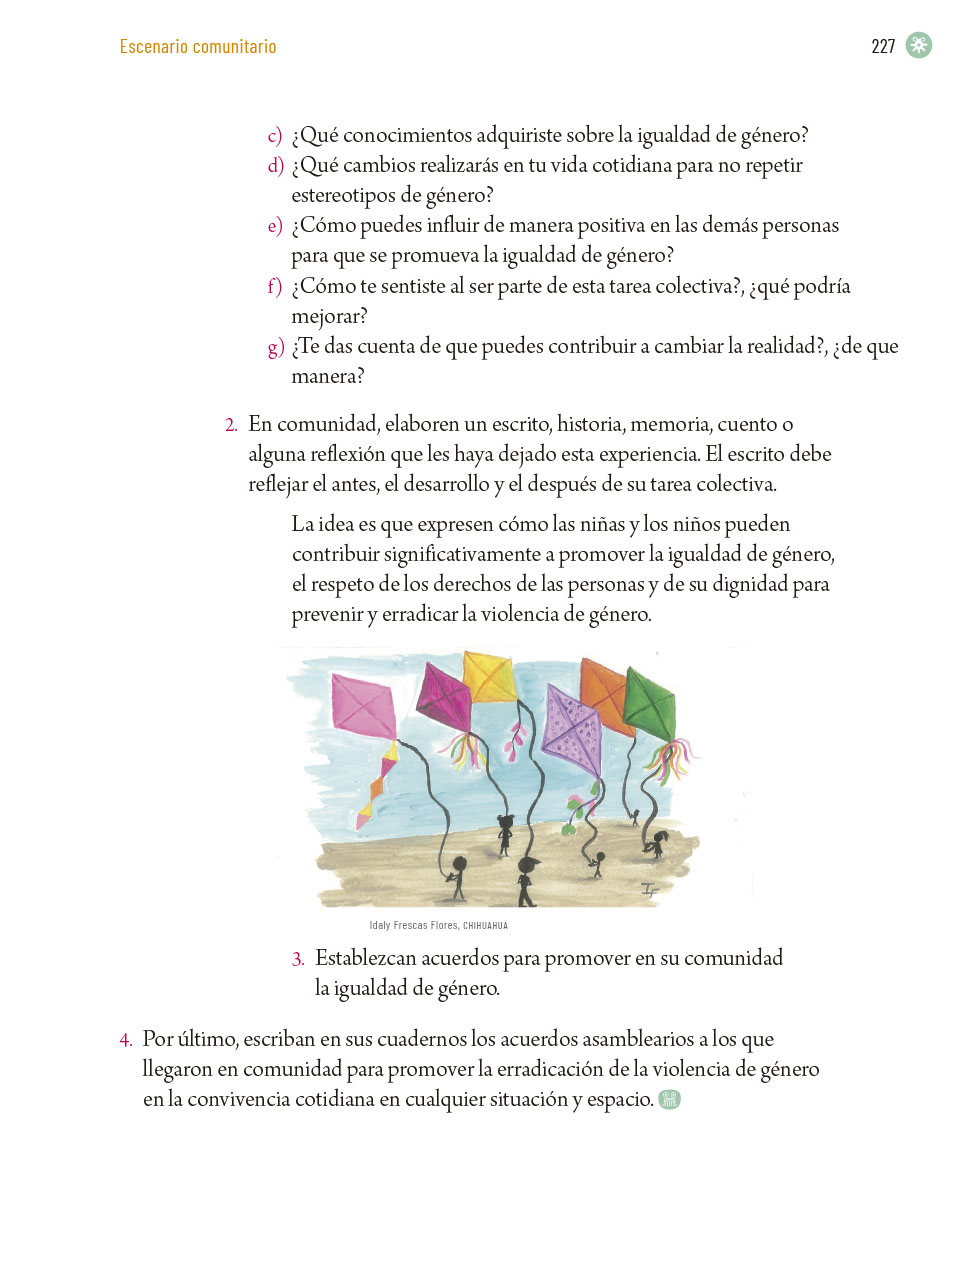 Escenario comunitario
227
c) ¿Qué conocimientos adquiriste sobre la igualdad de género?
d) ¿Qué cambios realizarás en tu vida cotidiana para no repetir
estereotipos de género?
e) ¿Cómo puedes influir de manera positiva en las demás personas
para que se promueva la igualdad de género?
f) ¿Cómo te sentiste al ser parte de esta tarea colectiva?, ¿qué podría
mejorar?
g) ¿Te das cuenta de que puedes contribuir a cambiar la realidad?, ¿de que
manera?
2. En comunidad, elaboren un escrito, historia, memoria, cuento o
alguna reflexión que les haya dejado esta experiencia. El escrito debe
reflejar el antes, el desarrollo y el después de su tarea colectiva.
La idea es que expresen cómo las niñas y los niños pueden
contribuir significativamente a promover la igualdad de género,
el respeto de los derechos de las personas y de su dignidad para
prevenir y erradicar la violencia de género.
IF
Idaly Frescas Flores, CHIHUAHUA
3. Establezcan acuerdos para promover en su comunidad
la igualdad de género.
4. Por último, escriban en sus cuadernos los acuerdos asamblearios a los que
llegaron en comunidad para promover la erradicación de la violencia de género
en la convivencia cotidiana en cualquier situación y espacio.